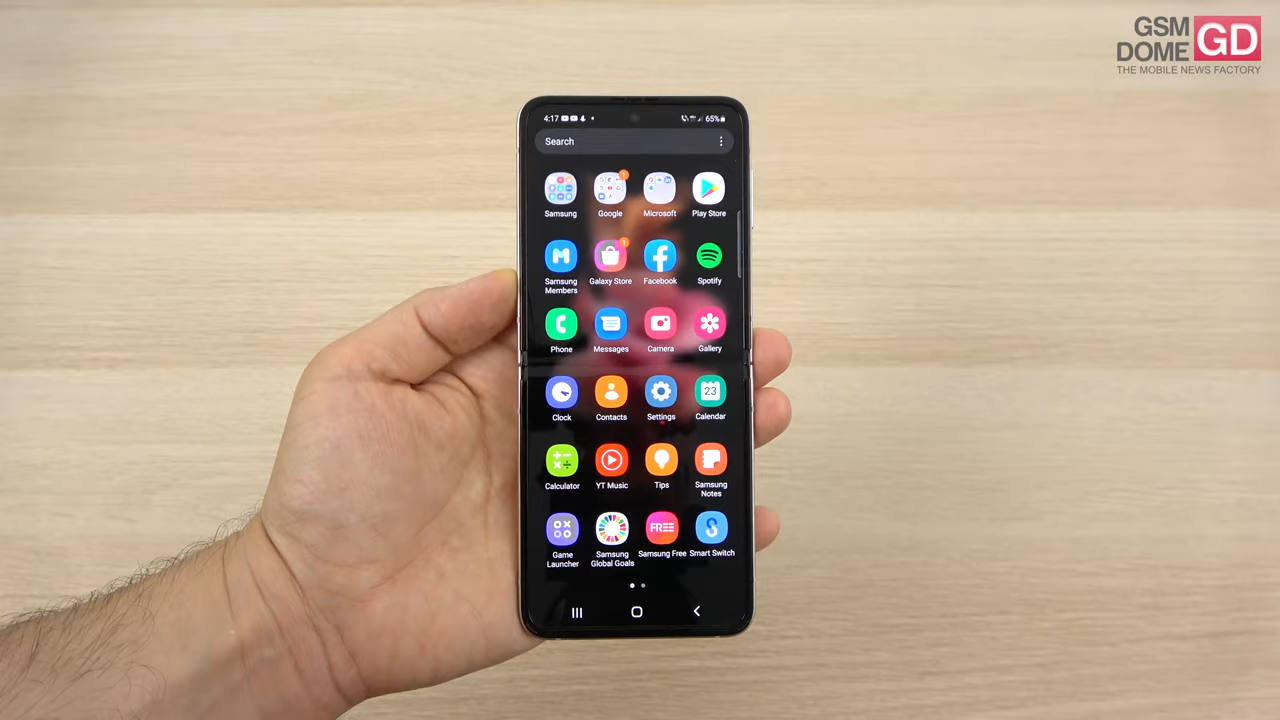 GSM
DOME
GD
THE MOBILE NEWS FACTORY
4:17
65%
Search
Samsung
Google
Microsoft
Play Store
1
1
Samsung
Members
Galaxy Store
Facebook
Spotify
Phone
Messages
Camera
Gallery
23
Clock
Contacts
Settings
Calendar
Calculator
YT Music
Tips
Samsung
Notes
FREE
Game
Launcher
Samsung
Global Goals
Samsung Free
Smart Switch